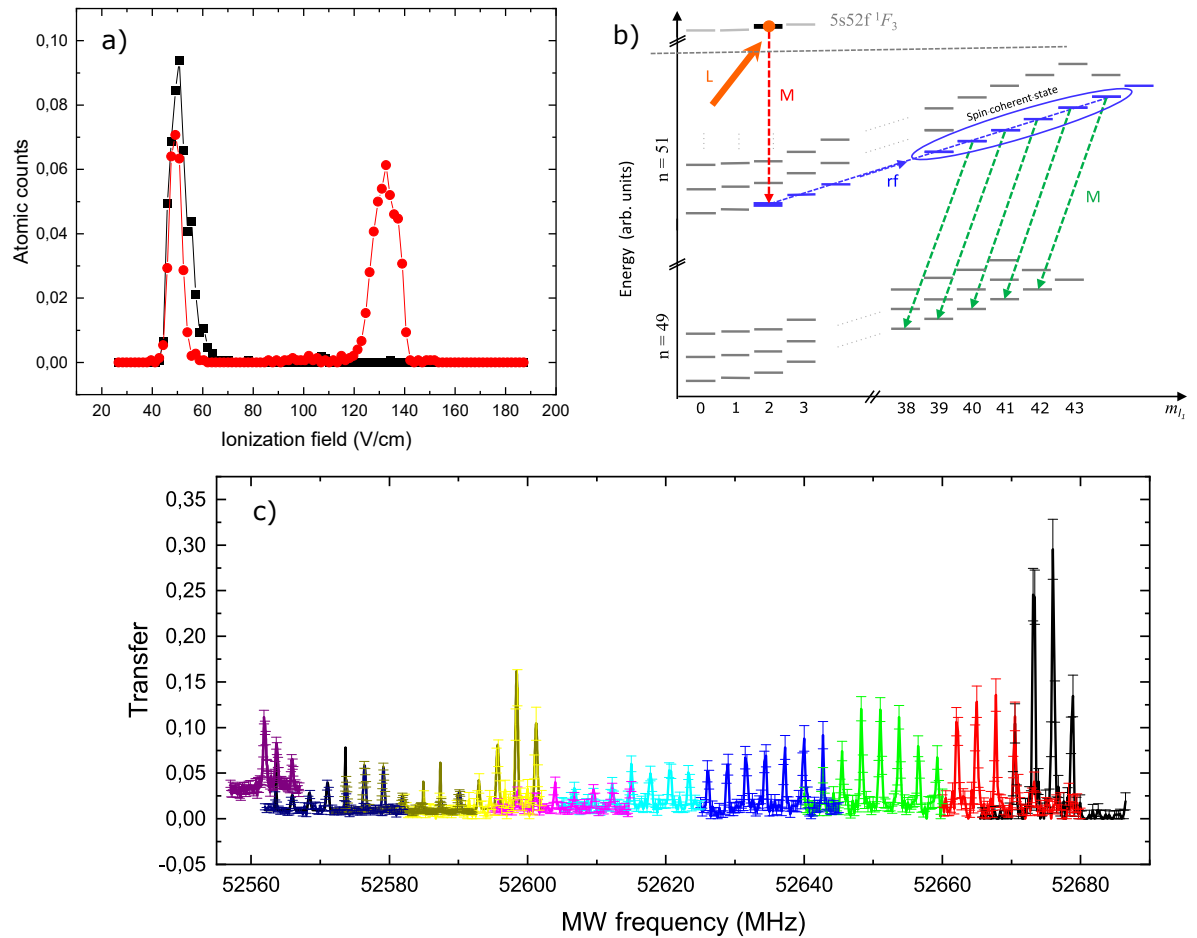 a)
0,10
0,08
0,06
0,04
0,02
0,00
Atomic counts
20 40 60 80 100 120 140 160 180 200
Ionization field (V/cm)
b)
5s52f ¹F₃
L
M
Spin coherent state
rf
M
n = 51
n = 49
Energy (arb. units)
0 1 2 3 38 39 40 41 42 43 m_{l_1}
c)
0,35
0,30
0,25
0,20
0,15
0,10
0,05
0,00
-0,05
Transfer
52560 52580 52600 52620 52640 52660 52680
MW frequency (MHz)